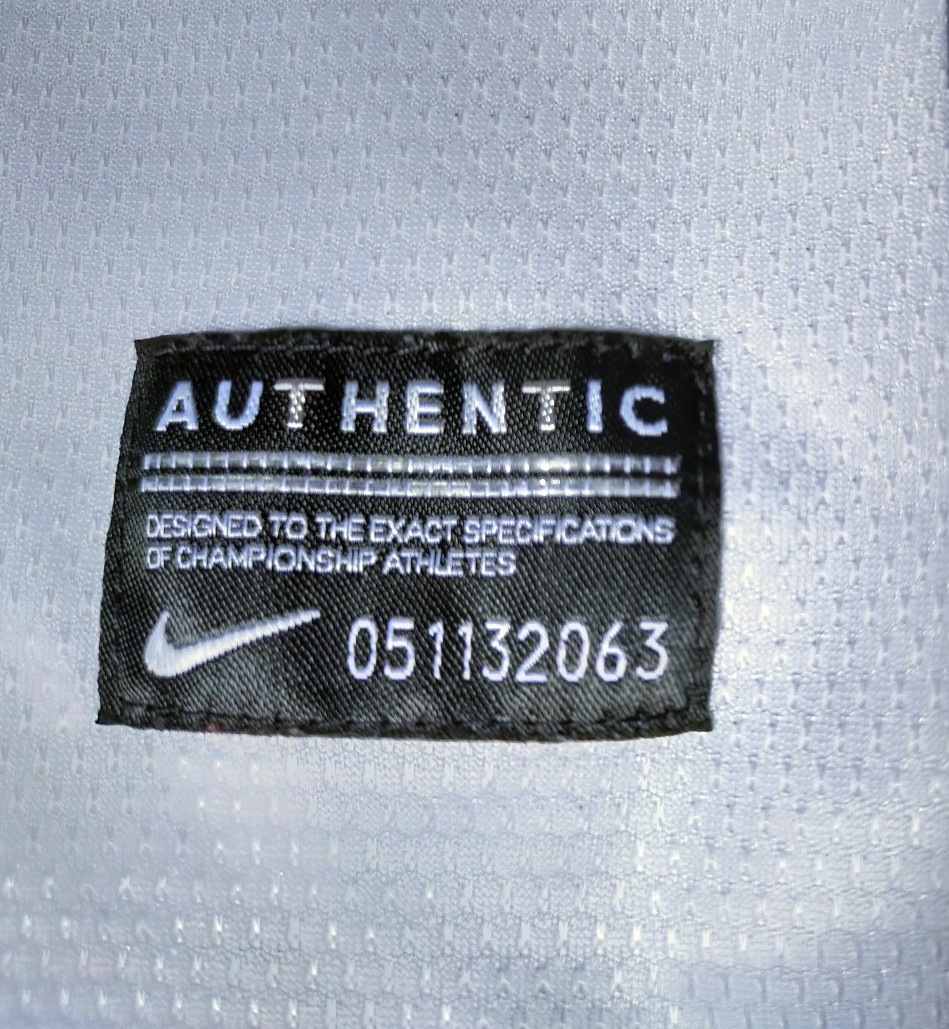 AUTHENTIC
DESIGNED TO THE EXACT SPECIFICATIONS
OF CHAMPIONSHIP ATHLETES
051132063